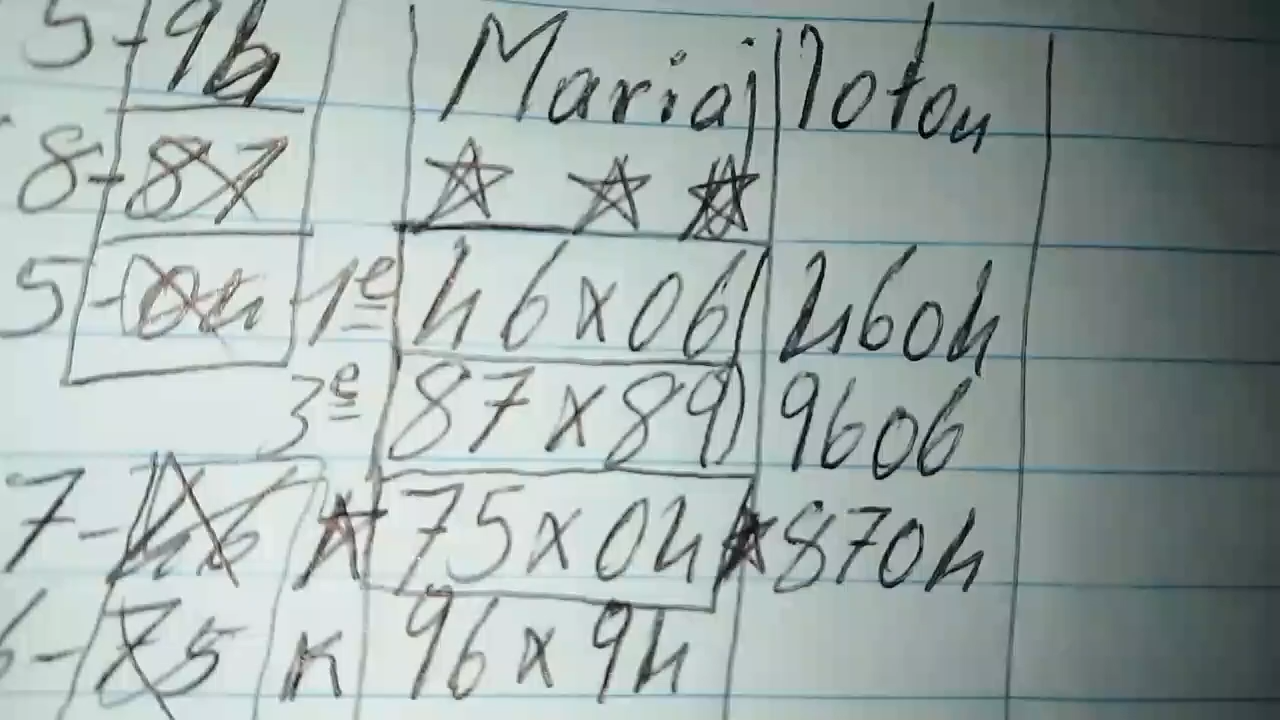 5-96 Mariaj loto4
8-87
5-04 1e 46x06 4604
3e 87x89 9606
7-46 75x04 8704
6-75 K 96x94